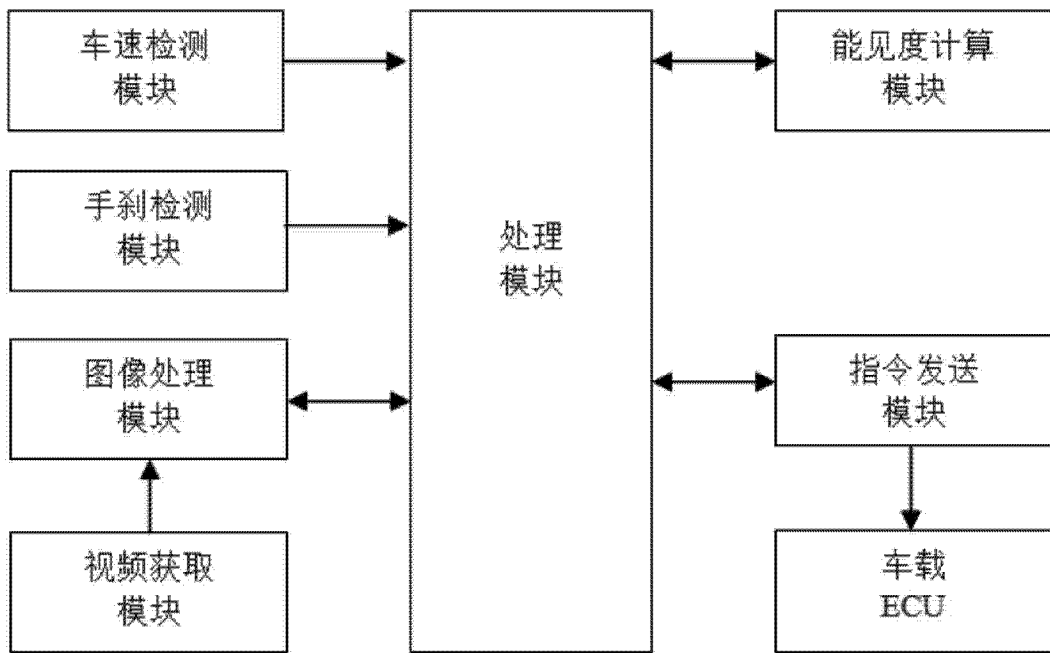 车速检测
模块
手刹检测
模块
图像处理
模块
视频获取
模块
处理
模块
能见度计算
模块
指令发送
模块
车载
ECU